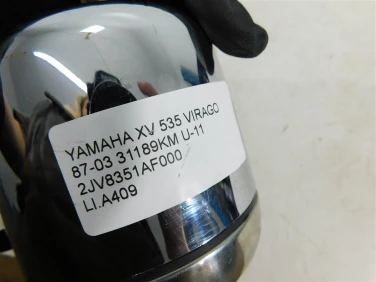 YAMAHA XV 535 VIRAGO
87-03 31189KM U-11
2JV8351AF000
LI.A409